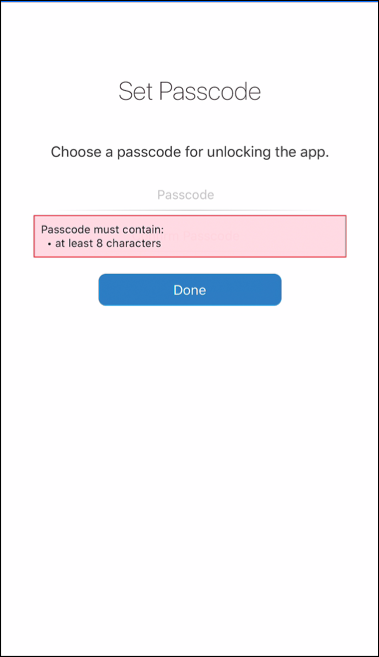 Set Passcode
Choose a passcode for unlocking the app.
Passcode
Passcode must contain:
• at least 8 characters
Done